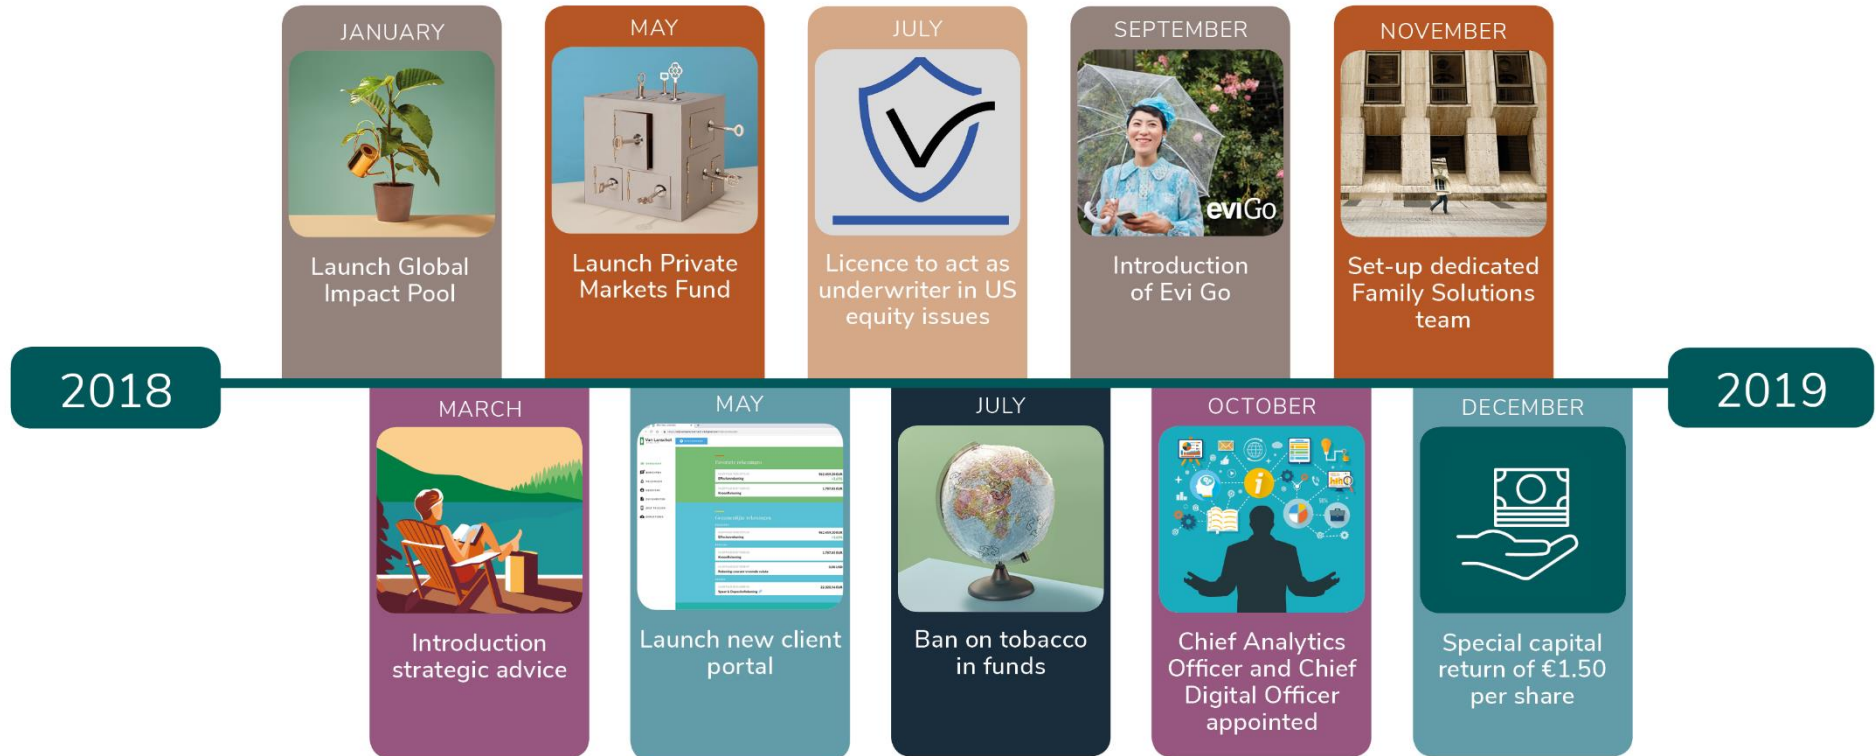 JANUARY
Launch Global
Impact Pool
MAY
Launch Private
Markets Fund
JULY
Licence to act as
underwriter in US
equity issues
SEPTEMBER
eviGo
Introduction
of Evi Go
NOVEMBER
Set-up dedicated
Family Solutions
team
2018
2019
MARCH
Introduction
strategic advice
MAY
Van Lanschot
Launch new client
portal
JULY
Ban on tobacco
in funds
OCTOBER
Chief Analytics
Officer and Chief
Digital Officer
appointed
DECEMBER
Special capital
return of €1.50
per share